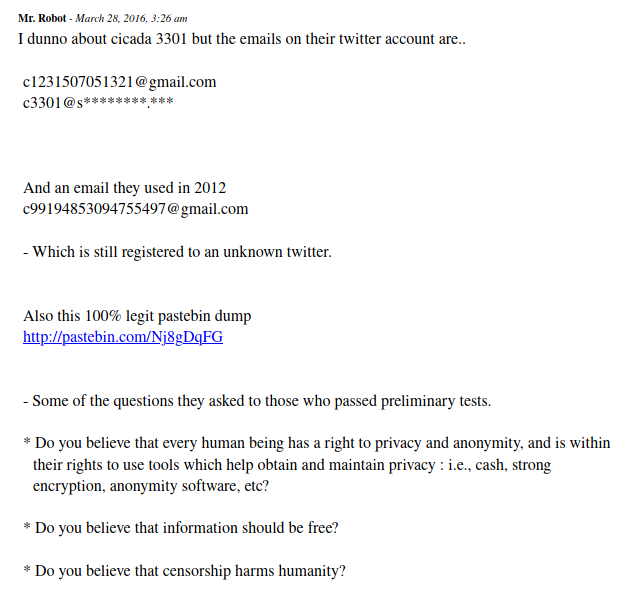 Mr. Robot - March 28, 2016, 3:26 am
I dunno about cicada 3301 but the emails on their twitter account are..
c1231507051321@gmail.com
c3301@s********.***
And an email they used in 2012
c99194853094755497@gmail.com
- Which is still registered to an unknown twitter.
Also this 100% legit pastebin dump
http://pastebin.com/Nj8gDqFG
- Some of the questions they asked to those who passed preliminary tests.
* Do you believe that every human being has a right to privacy and anonymity, and is within
their rights to use tools which help obtain and maintain privacy : i.e., cash, strong
encryption, anonymity software, etc?
* Do you believe that information should be free?
* Do you believe that censorship harms humanity?